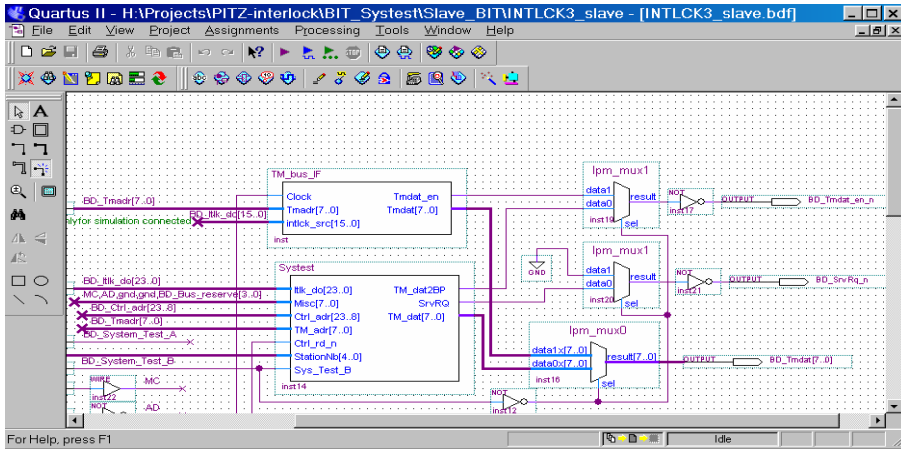 Quartus II - H:\Projects\PITZ-interlock\BIT_Systest\Slave_BIT\INTLCK3_slave - [INTLCK3_slave.bdf]
File Edit View Project Assignments Processing Tools Window Help
A
TM_bus_IF
Clock Tmdat_en
Tmadr[7..0] Tmdat[7..0]
intlck_src[15..0]
inst
BD_Tmadr[7..0]
BD_Itlk_do[15..0]
nly for simulation connected
lpm_mux1
data1
data0
result
sel
inst19
NOT
inst17
OUTPUT
BD_Tmdat_en_n
GND
lpm_mux1
data1
data0
result
sel
inst20
NOT
inst21
OUTPUT
BD_SrvRq_n
Systest
Itlk_do[23..0] TM_dat2BP
Misc[7..0] SrvRQ
Ctrl_adr[23..8] TM_dat[7..0]
TM_adr[7..0]
Ctrl_rd_n
StationNb[4..0]
Sys_Test_B
inst14
BD_Itlk_do[23..0]
MC,AD,gnd,gnd,BD_Bus_reserve[3..0]
BD_Ctrl_adr[23..8]
BD_Tmadr[7..0]
BD_System_Test_A
BD_System_Test_B
lpm_mux0
data1x[7..0]
data0x[7..0]
result[7..0]
sel
inst16
OUTPUT
BD_Tmdat[7..0]
WIRE
MC
inst22
NOT
AD
NOT
inst12
For Help, press F1
Idle